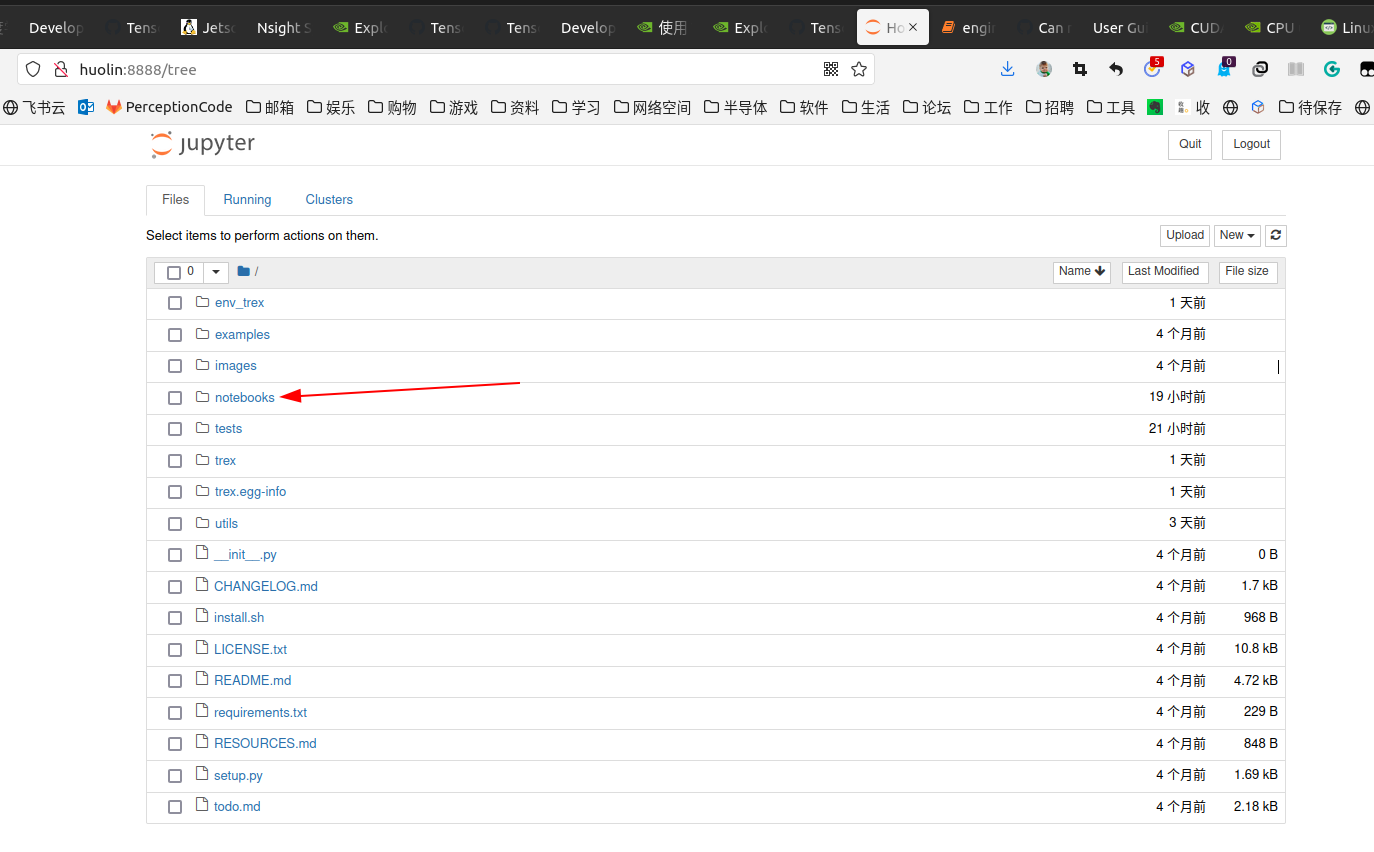 Develop Tens Jets Nsight S Explo Tens Tens Develop 使用 Explo Tens Ho engi Can r User Gui CUDA CPU Linu
huolin:8888/tree 5 0
飞书云 PerceptionCode 邮箱 娱乐 购物 游戏 资料 学习 网络空间 半导体 软件 生活 论坛 工作 招聘 工具 收 待保存
jupyter Quit Logout
Files Running Clusters
Select items to perform actions on them. Upload New
0 / Name Last Modified File size
env_trex 1 天前
examples 4 个月前
images 4 个月前
notebooks 19 小时前
tests 21 小时前
trex 1 天前
trex.egg-info 1 天前
utils 3 天前
__init__.py 4 个月前 0 B
CHANGELOG.md 4 个月前 1.7 kB
install.sh 4 个月前 968 B
LICENSE.txt 4 个月前 10.8 kB
README.md 4 个月前 4.72 kB
requirements.txt 4 个月前 229 B
RESOURCES.md 4 个月前 848 B
setup.py 4 个月前 1.69 kB
todo.md 4 个月前 2.18 kB